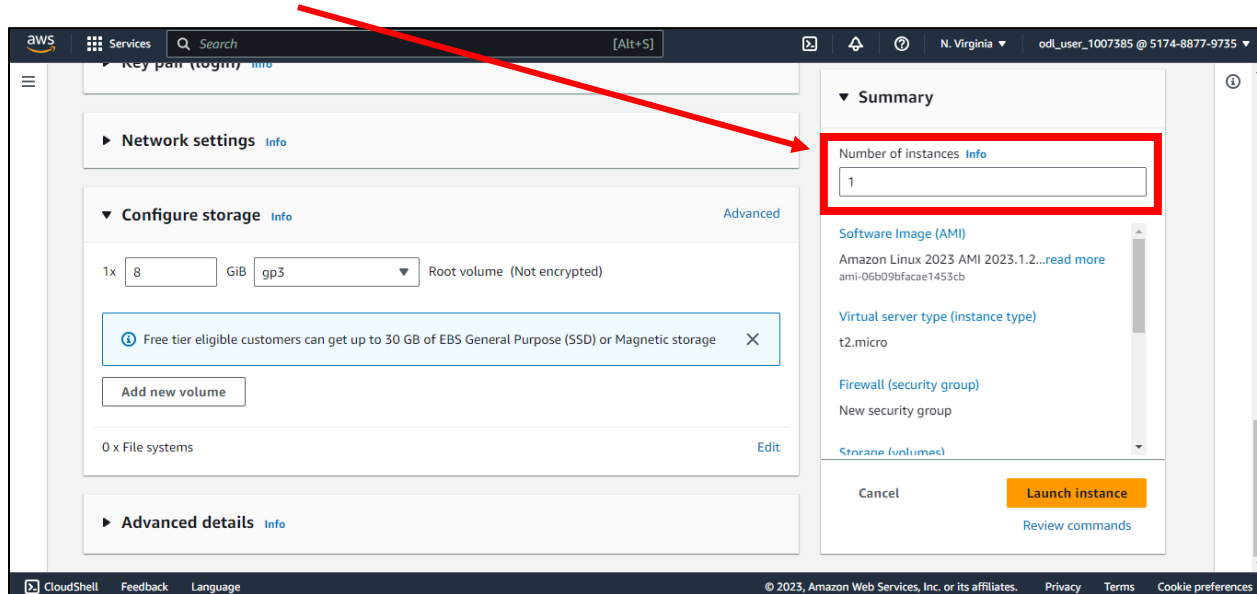 aws
Services
Search
[Alt+S]
N. Virginia
odl_user_1007385 @ 5174-8877-9735
Key pair (login) Info
Network settings Info
Configure storage Info
Advanced
1x 8 GiB gp3 Root volume (Not encrypted)
Free tier eligible customers can get up to 30 GB of EBS General Purpose (SSD) or Magnetic storage
Add new volume
0 x File systems
Edit
Advanced details Info
Summary
Number of instances Info
1
Software Image (AMI)
Amazon Linux 2023 AMI 2023.1.2...read more
ami-06b09bfacae1453cb
Virtual server type (instance type)
t2.micro
Firewall (security group)
New security group
Storage (volumes)
Cancel
Launch instance
Review commands
CloudShell
Feedback
Language
© 2023, Amazon Web Services, Inc. or its affiliates.
Privacy
Terms
Cookie preferences